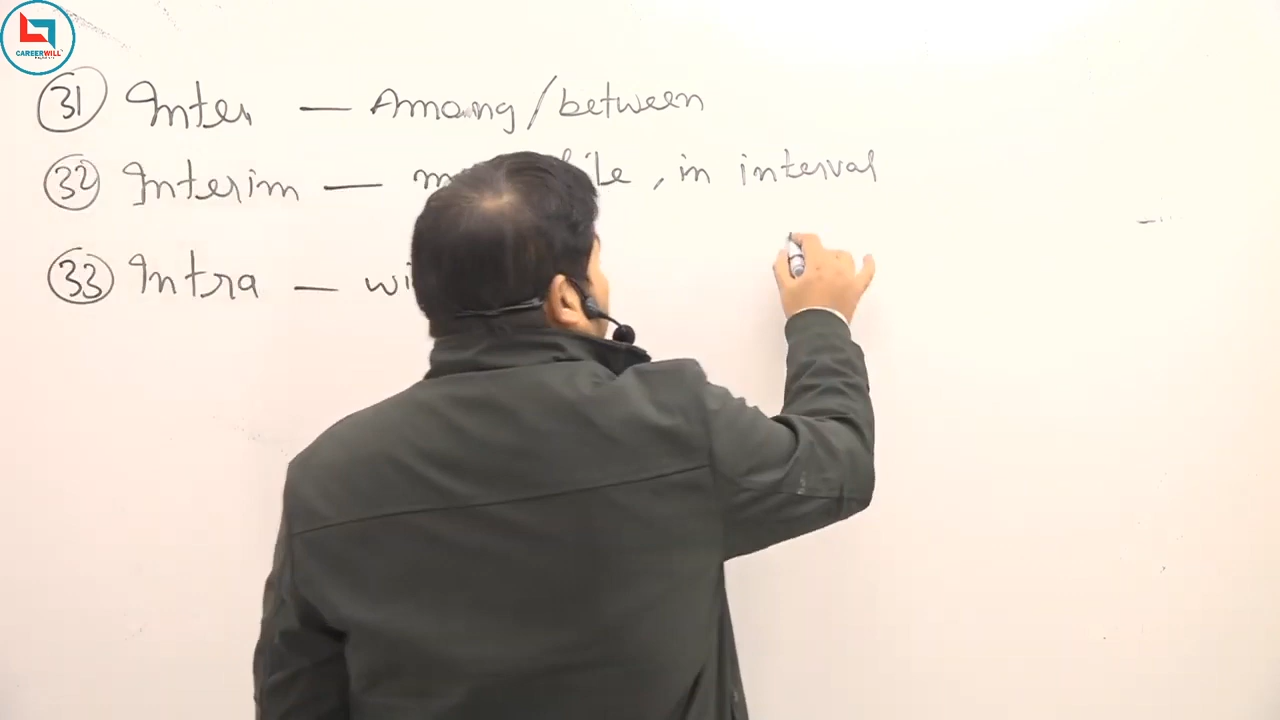 CAREERWILL
31 Inter — Among/between
32 Interim — , in interval
33 Intra —